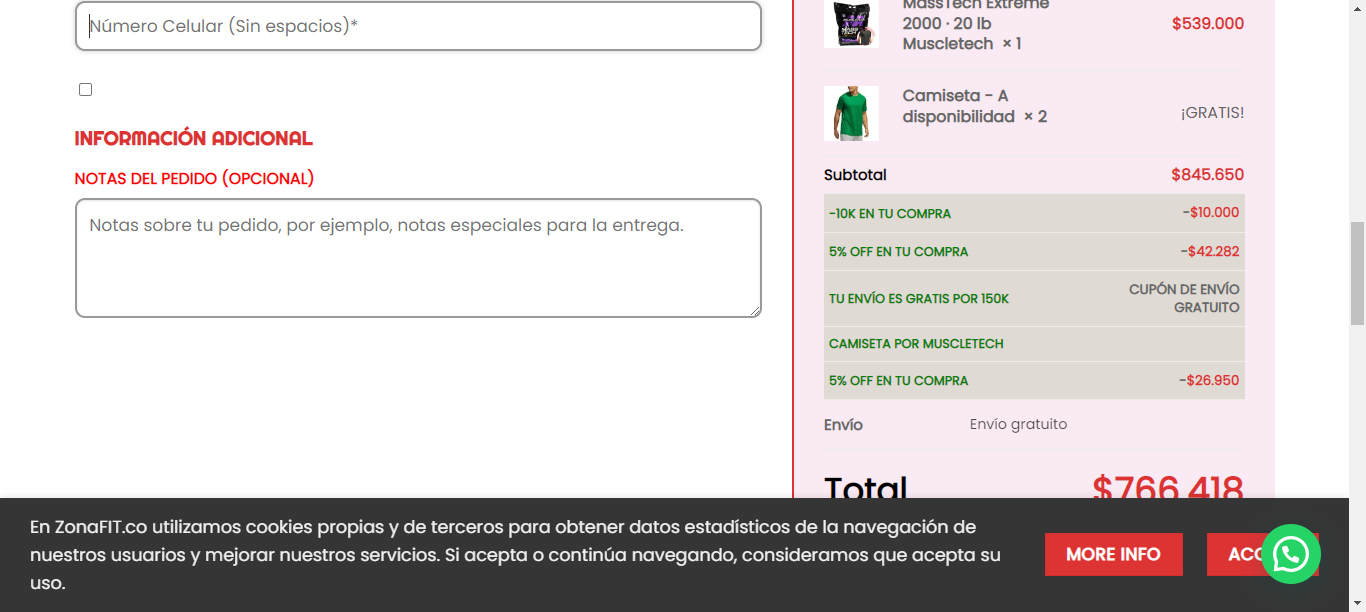 Número Celular (Sin espacios)*
INFORMACIÓN ADICIONAL
NOTAS DEL PEDIDO (OPCIONAL)
Notas sobre tu pedido, por ejemplo, notas especiales para la entrega.
MassTech Extreme
2000 · 20 lb
Muscletech × 1
$539.000
Camiseta - A
disponibilidad × 2
¡GRATIS!
Subtotal
$845.650
-10K EN TU COMPRA
-$10.000
5% OFF EN TU COMPRA
-$42.282
TU ENVÍO ES GRATIS POR 150K
CUPÓN DE ENVÍO
GRATUITO
CAMISETA POR MUSCLETECH
5% OFF EN TU COMPRA
-$26.950
Envío
Envío gratuito
Total
$766.418
En ZonaFIT.co utilizamos cookies propias y de terceros para obtener datos estadísticos de la navegación de
nuestros usuarios y mejorar nuestros servicios. Si acepta o continúa navegando, consideramos que acepta su
uso.
MORE INFO